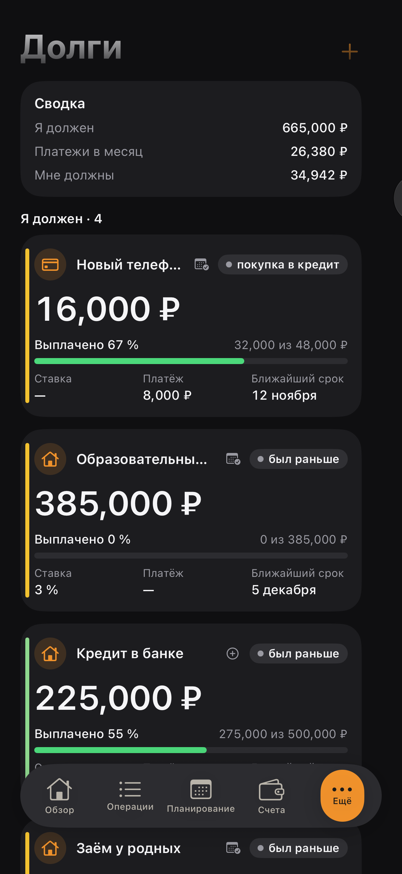 Долги
Сводка
Я должен 665,000 ₽
Платежи в месяц 26,380 ₽
Мне должны 34,942 ₽
Я должен · 4
Новый телеф... покупка в кредит
16,000 ₽
Выплачено 67 % 32,000 из 48,000 ₽
Ставка Платёж Ближайший срок
— 8,000 ₽ 12 ноября
Образовательны... был раньше
385,000 ₽
Выплачено 0 % 0 из 385,000 ₽
Ставка Платёж Ближайший срок
3 % — 5 декабря
Кредит в банке был раньше
225,000 ₽
Выплачено 55 % 275,000 из 500,000 ₽
Обзор Операции Планирование Счета Ещё
Заём у родных был раньше